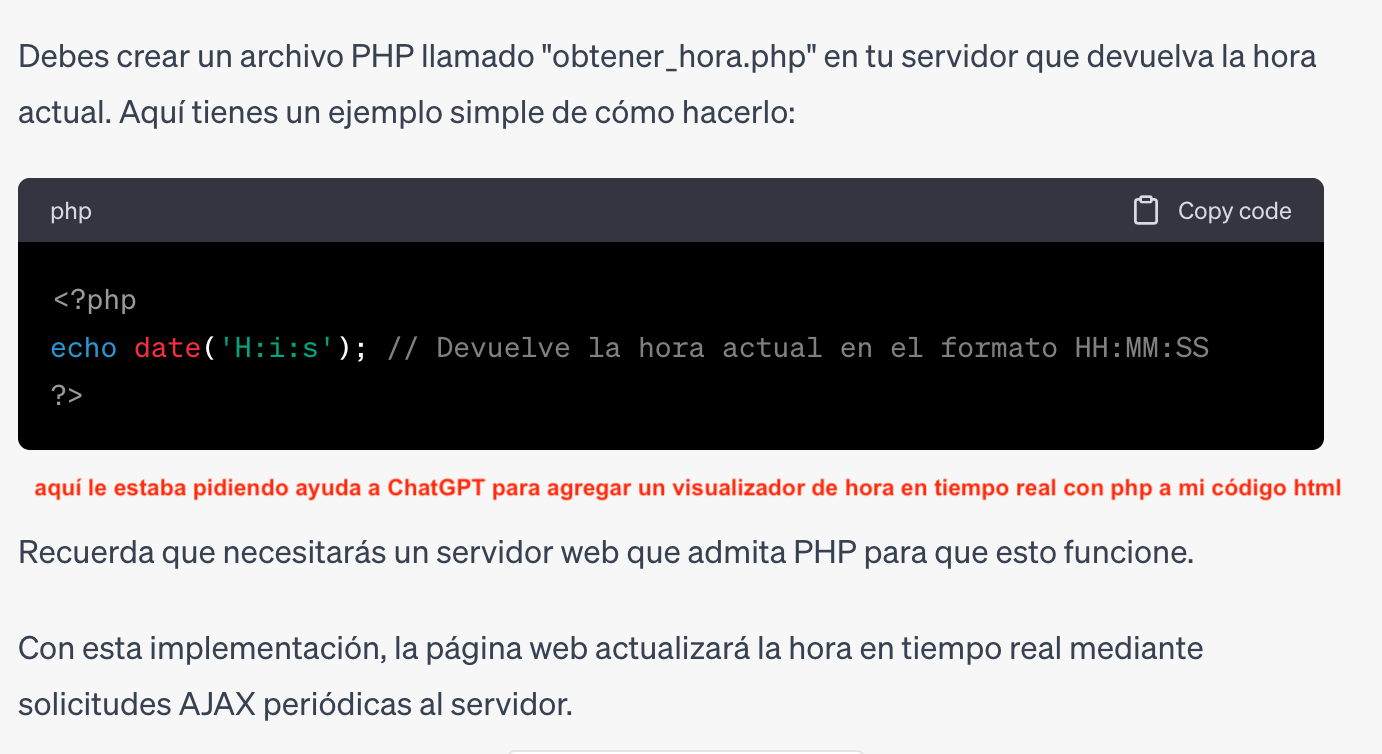 Debes crear un archivo PHP llamado "obtener_hora.php" en tu servidor que devuelva la hora
actual. Aquí tienes un ejemplo simple de cómo hacerlo:
php
Copy code
<?php
echo date('H:i:s'); // Devuelve la hora actual en el formato HH:MM:SS
?>
aquí le estaba pidiendo ayuda a ChatGPT para agregar un visualizador de hora en tiempo real con php a mi código html
Recuerda que necesitarás un servidor web que admita PHP para que esto funcione.
Con esta implementación, la página web actualizará la hora en tiempo real mediante
solicitudes AJAX periódicas al servidor.